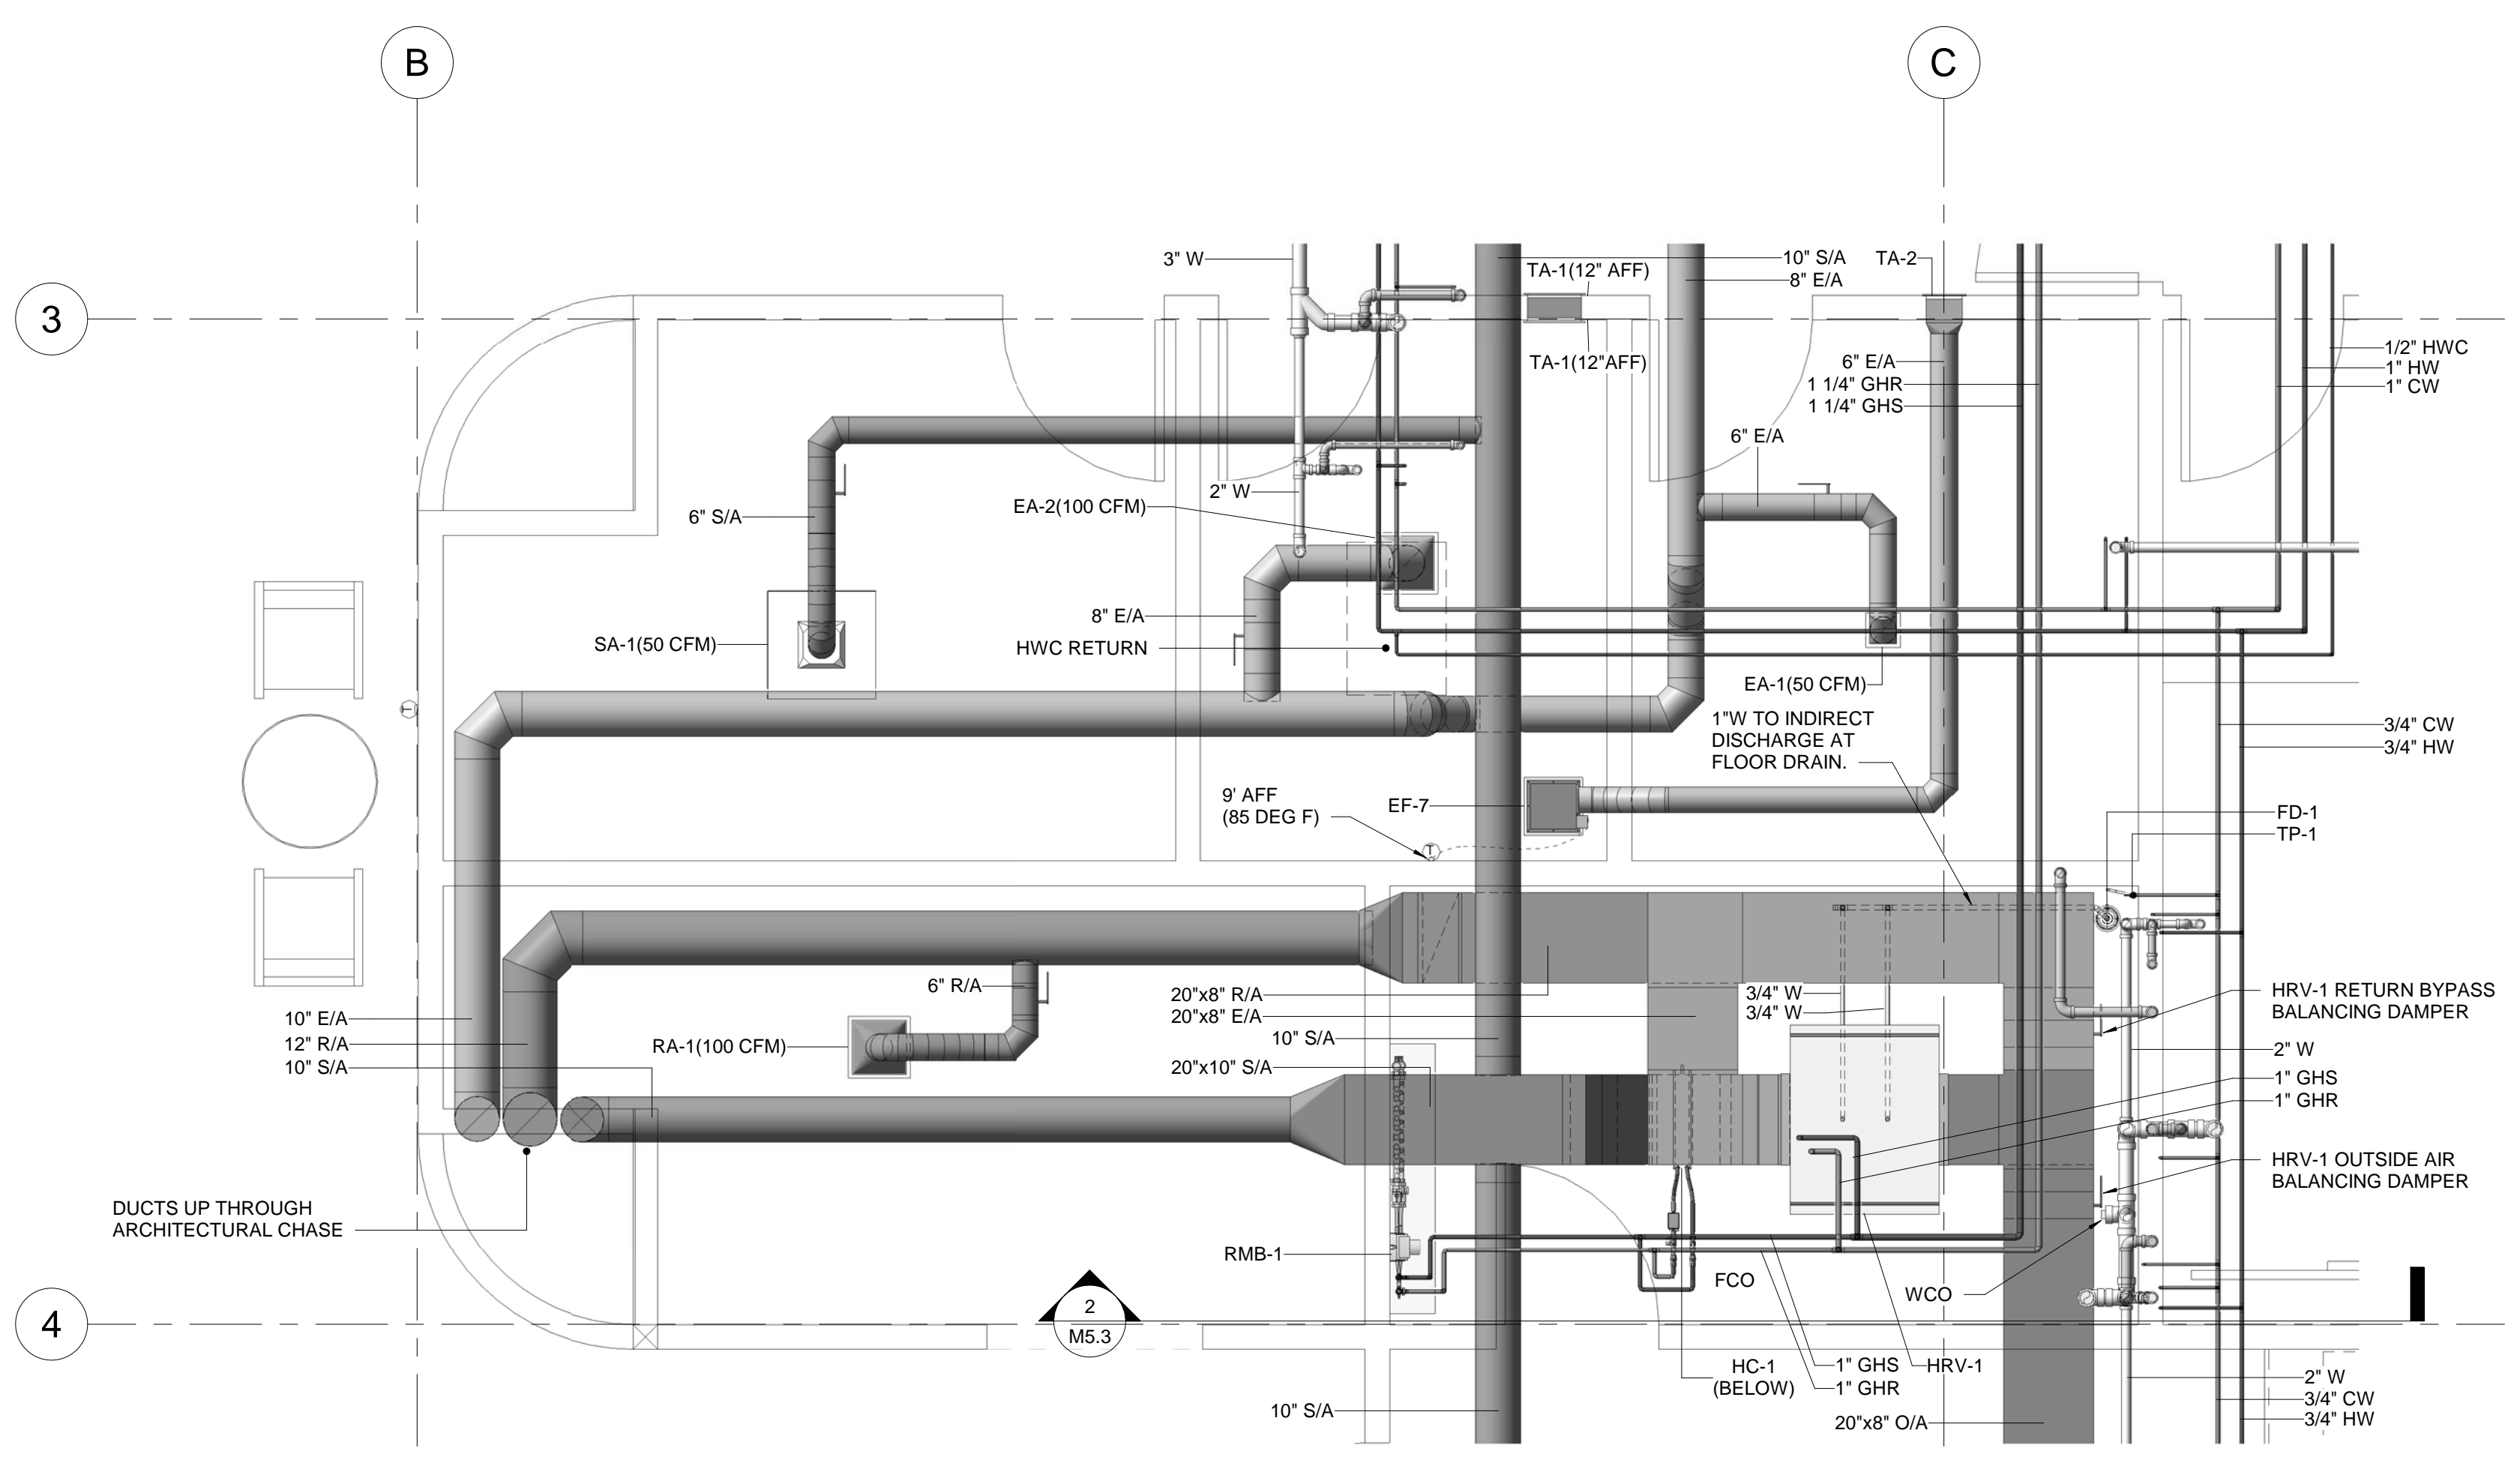 B
C
3" W
10" S/A
TA-2
TA-1(12" AFF)
8" E/A
3
1/2" HWC
TA-1(12"AFF)
6" E/A
1" HW
1 1/4" GHR
1" CW
1 1/4" GHS
6" E/A
2" W
EA-2(100 CFM)
6" S/A
8" E/A
SA-1(50 CFM)
HWC RETURN
EA-1(50 CFM)
T
1"W TO INDIRECT
DISCHARGE AT
FLOOR DRAIN.
3/4" CW
3/4" HW
9' AFF
(85 DEG F)
EF-7
FD-1
TP-1
T
6" R/A
20"x8" R/A
3/4" W
HRV-1 RETURN BYPASS
BALANCING DAMPER
10" E/A
20"x8" E/A
3/4" W
12" R/A
RA-1(100 CFM)
10" S/A
2" W
10" S/A
20"x10" S/A
1" GHS
1" GHR
HRV-1 OUTSIDE AIR
BALANCING DAMPER
DUCTS UP THROUGH
ARCHITECTURAL CHASE
RMB-1
FCO
WCO
4
2
M5.3
HC-1
(BELOW)
1" GHS
HRV-1
1" GHR
2" W
3/4" CW
3/4" HW
10" S/A
20"x8" O/A